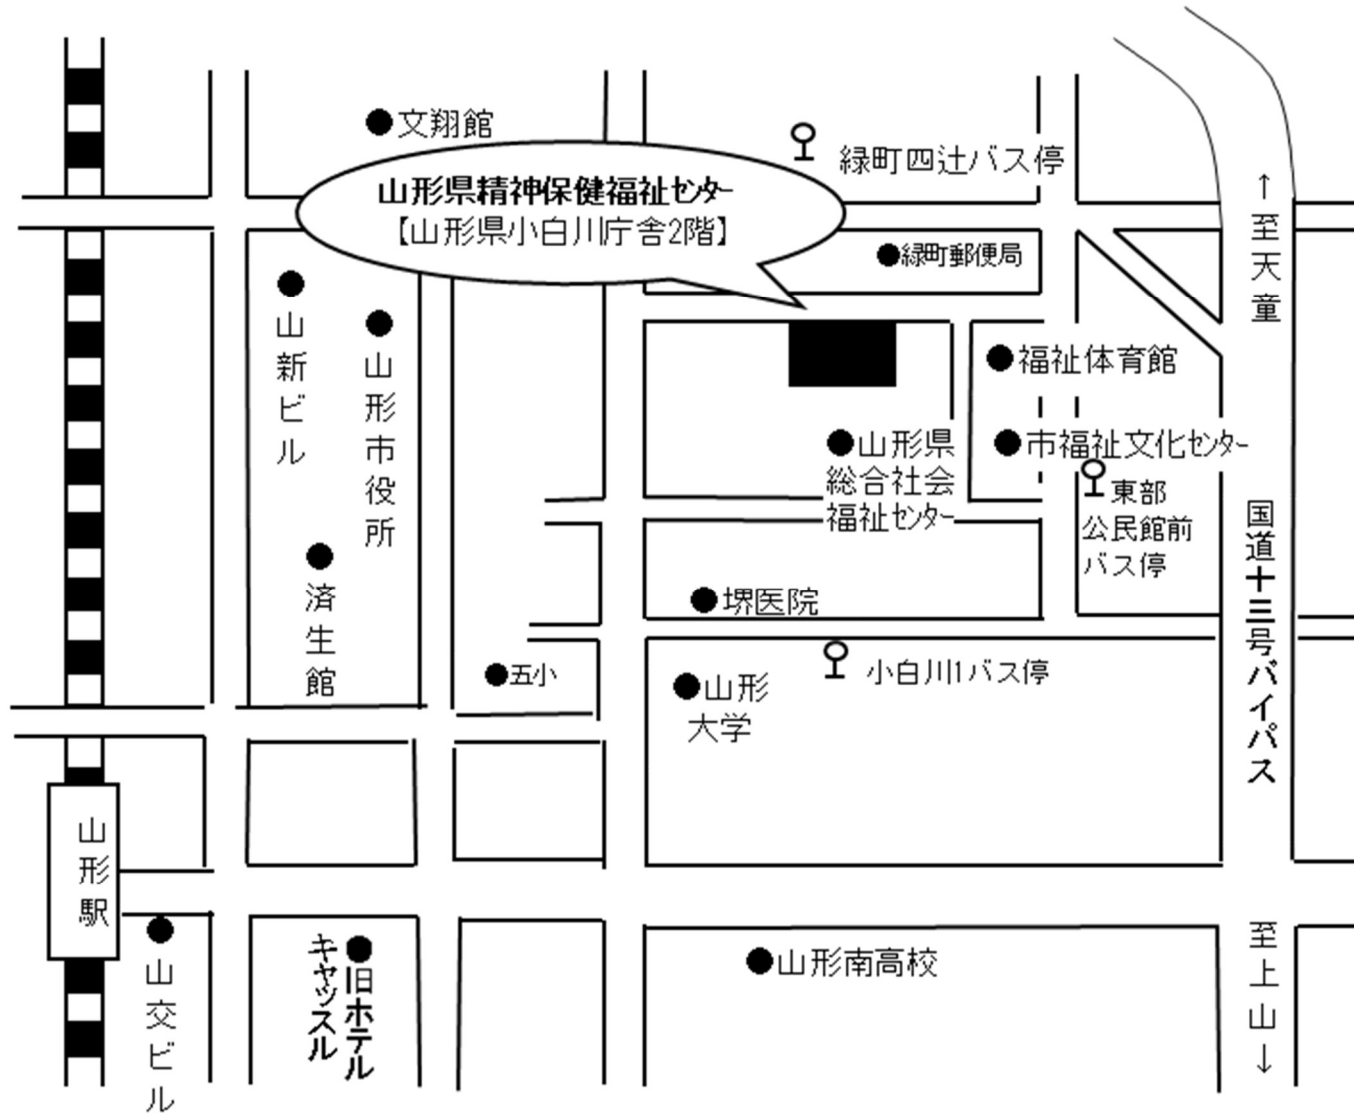 文翔館
緑町四辻バス停
山形県精神保健福祉センター
【山形県小白川庁舎2階】
緑町郵便局
↑至天童
山新ビル
山形市役所
福祉体育館
山形県
総合社会
福祉センター
市福祉文化センター
東部
公民館前
バス停
国道十三号バイパス
済生館
堺医院
五小
山形
大学
小白川1バス停
山形駅
山交ビル
旧ホテル
キャッスル
山形南高校
至上山↓